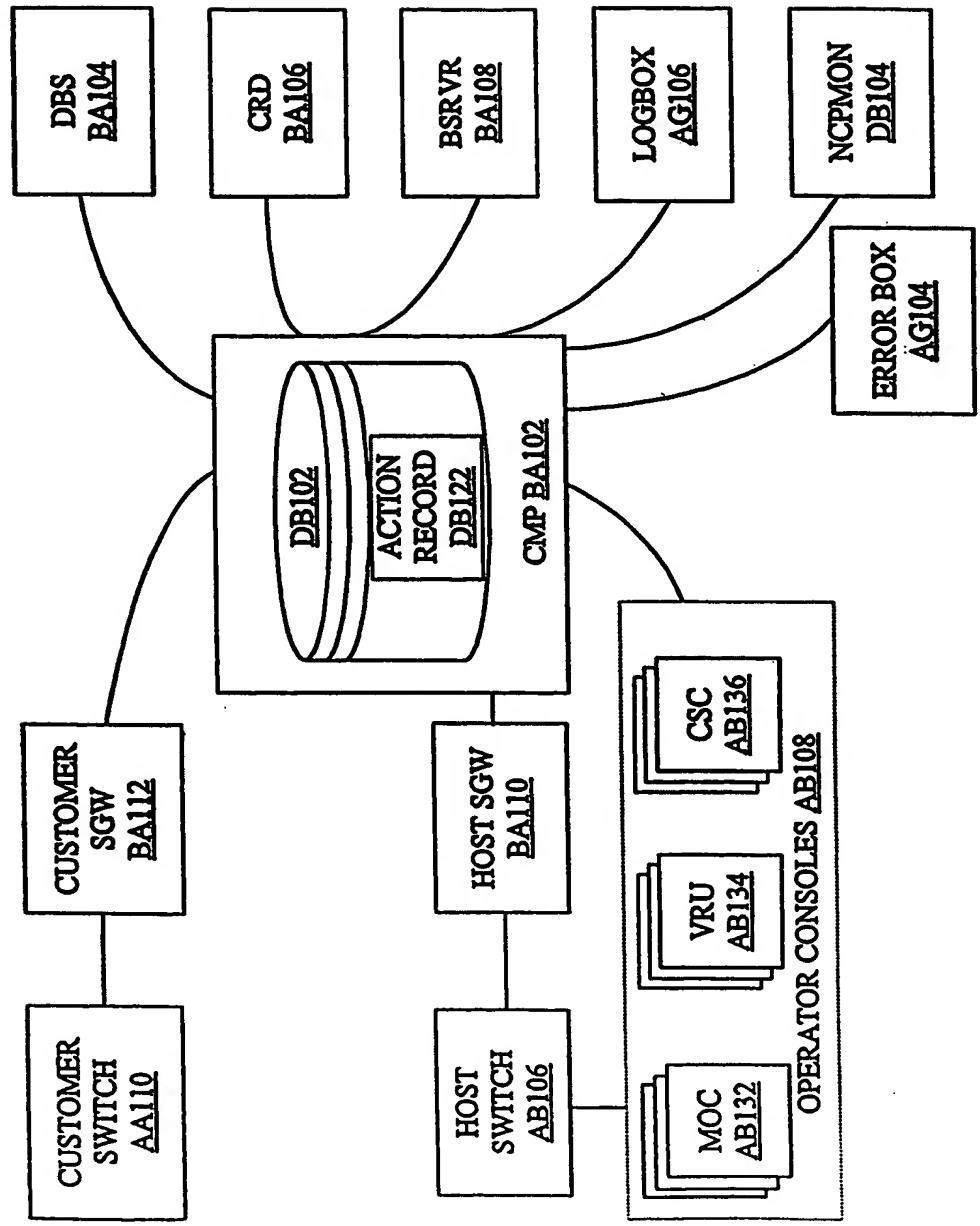 CUSTOMER
SWITCH
AA110
CUSTOMER
SGW
BA112
HOST
SWITCH
AB106
HOST SGW
BA110
DB102
ACTION
RECORD
DB122
CMP BA102
MOC
AB132
VRU
AB134
CSC
AB136
OPERATOR CONSOLES AB108
DBS
BA104
CRD
BA106
BSRVR
BA108
LOGBOX
AG106
NCPMON
DB104
ERROR BOX
AG104